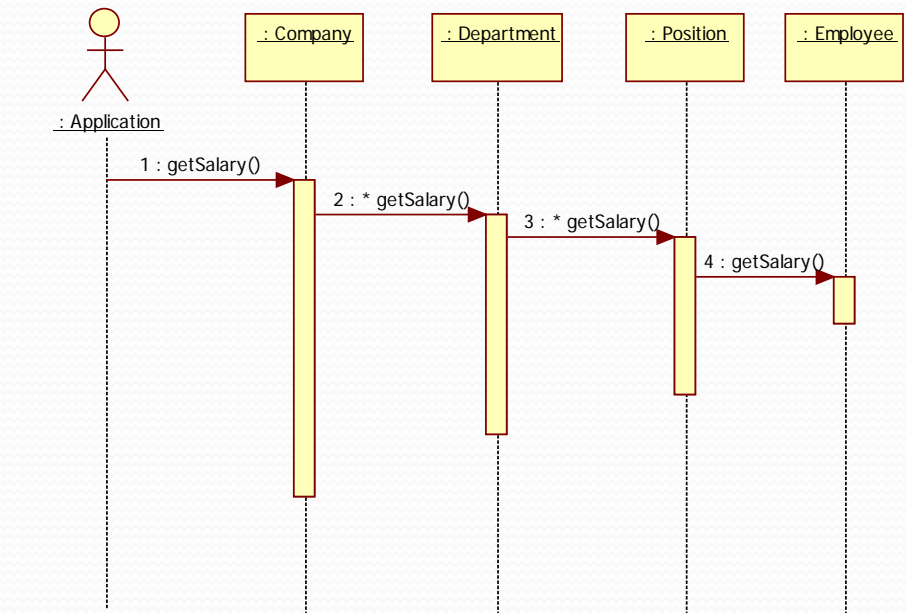 : Company
: Department
: Position
: Employee
: Application
1 : getSalary()
2 : * getSalary()
3 : * getSalary()
4 : getSalary()